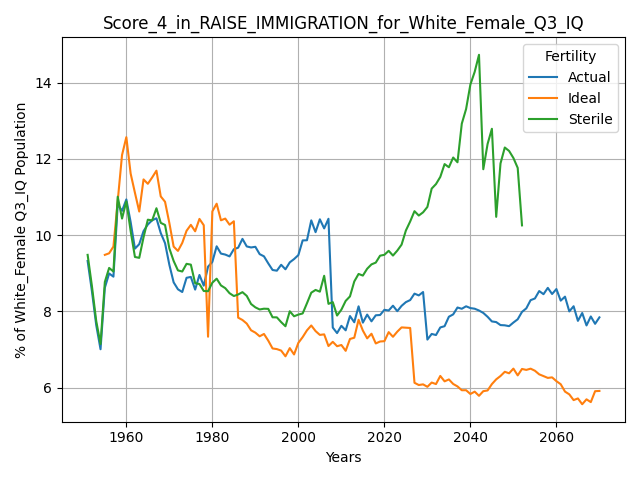 Score_4_in_RAISE_IMMIGRATION_for_White_Female_Q3_IQ
% of White_Female Q3_IQ Population
14
12
10
8
6
Fertility
Actual
Ideal
Sterile
1960 1980 2000 2020 2040 2060
Years